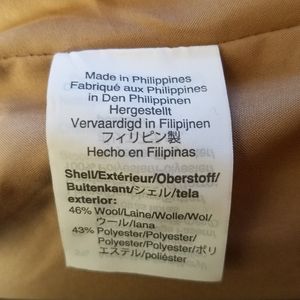 Made in Philippines
Fabriqué aux Philippines
in Den Philippinen
Hergestellt
Vervaardigd in Filipijnen
フィリピン製
Hecho en Filipinas
Shell/Extérieur/Oberstoff/
Buitenkant/シェル/tela
exterior:
46% Wool/Laine/Wolle/Wol/
ウール/lana
43% Polyester/Polyester/
Polyester/Polyester/ポリ
エステル/poliéster